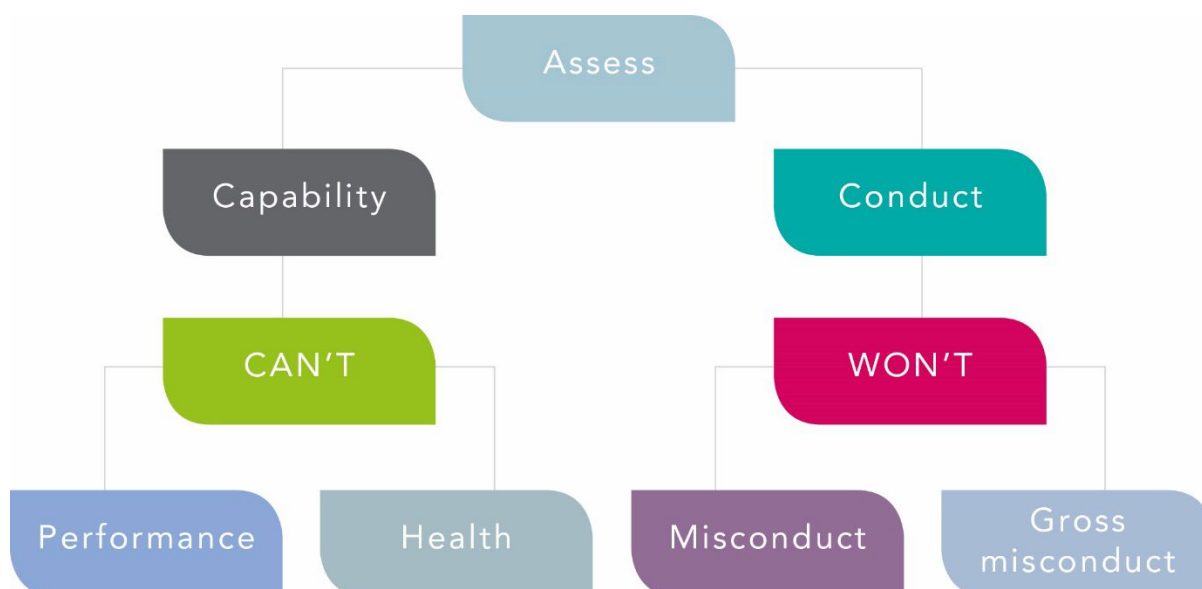 Assess
Capability
Conduct
CAN'T
WON'T
Performance
Health
Misconduct
Gross
misconduct